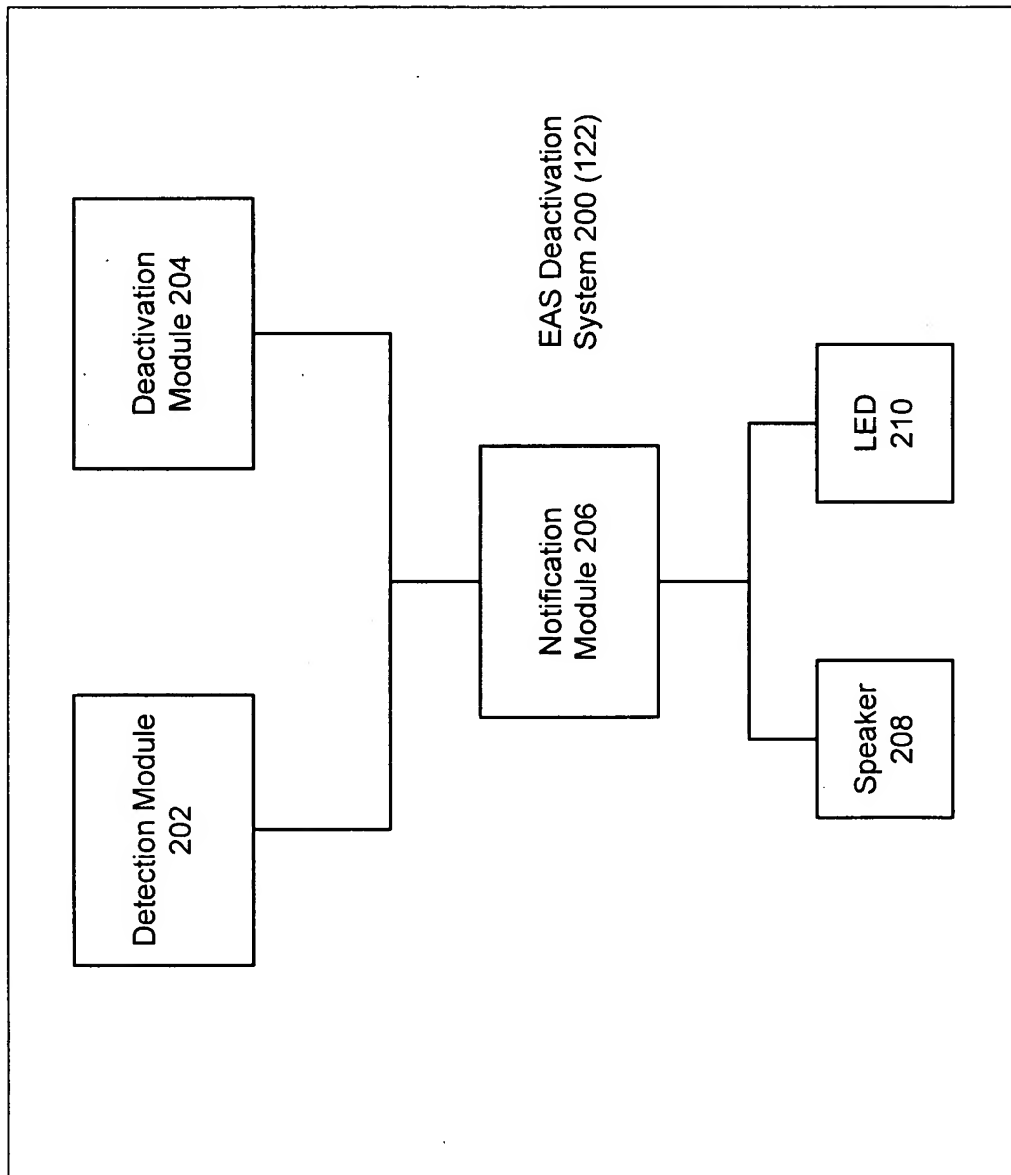 Detection Module
202
Deactivation
Module 204
Notification
Module 206
EAS Deactivation
System 200 (122)
Speaker
208
LED
210